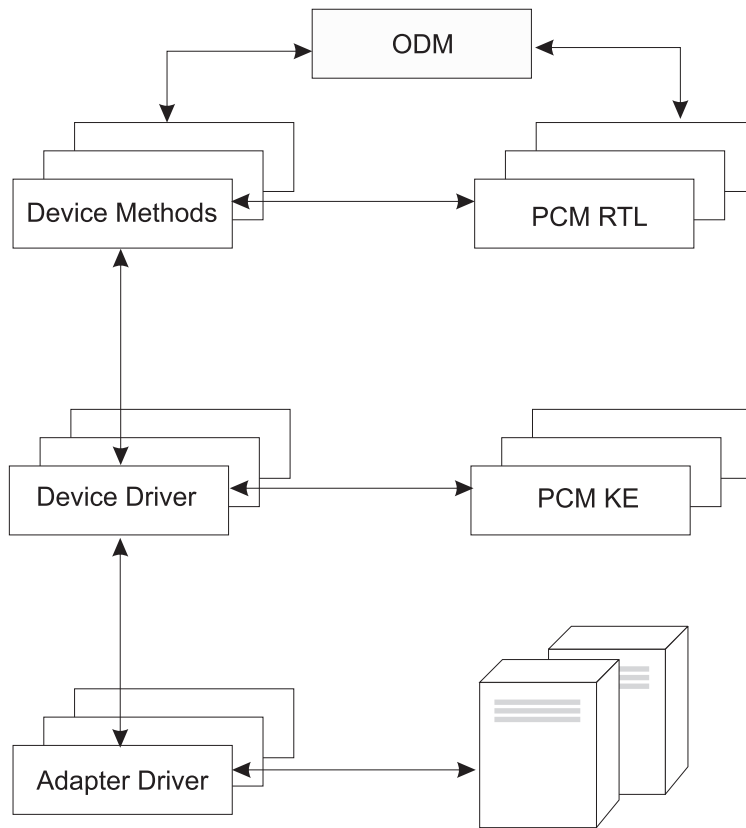 ODM
Device Methods
PCM RTL
Device Driver
PCM KE
Adapter Driver